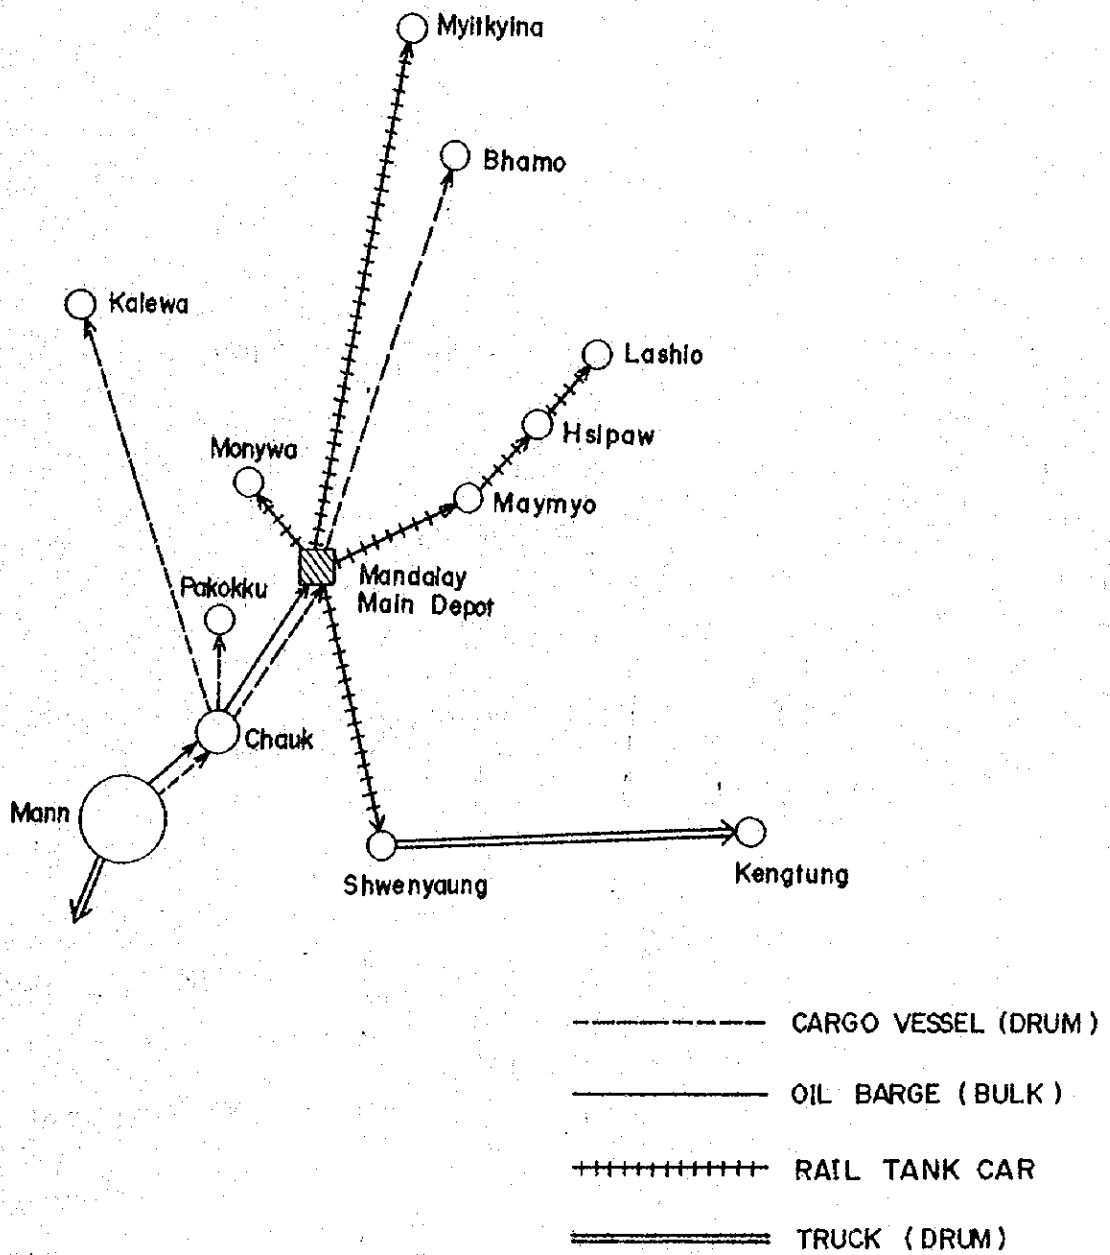 Myitkyina
Bhamo
Kalewa
Lashio
Hsipaw
Monywa
Maymyo
Pakokku
Mandalay
Main Depot
Chauk
Mann
Shwenyaung
Kengtung
CARGO VESSEL (DRUM)
OIL BARGE (BULK)
RAIL TANK CAR
TRUCK (DRUM)